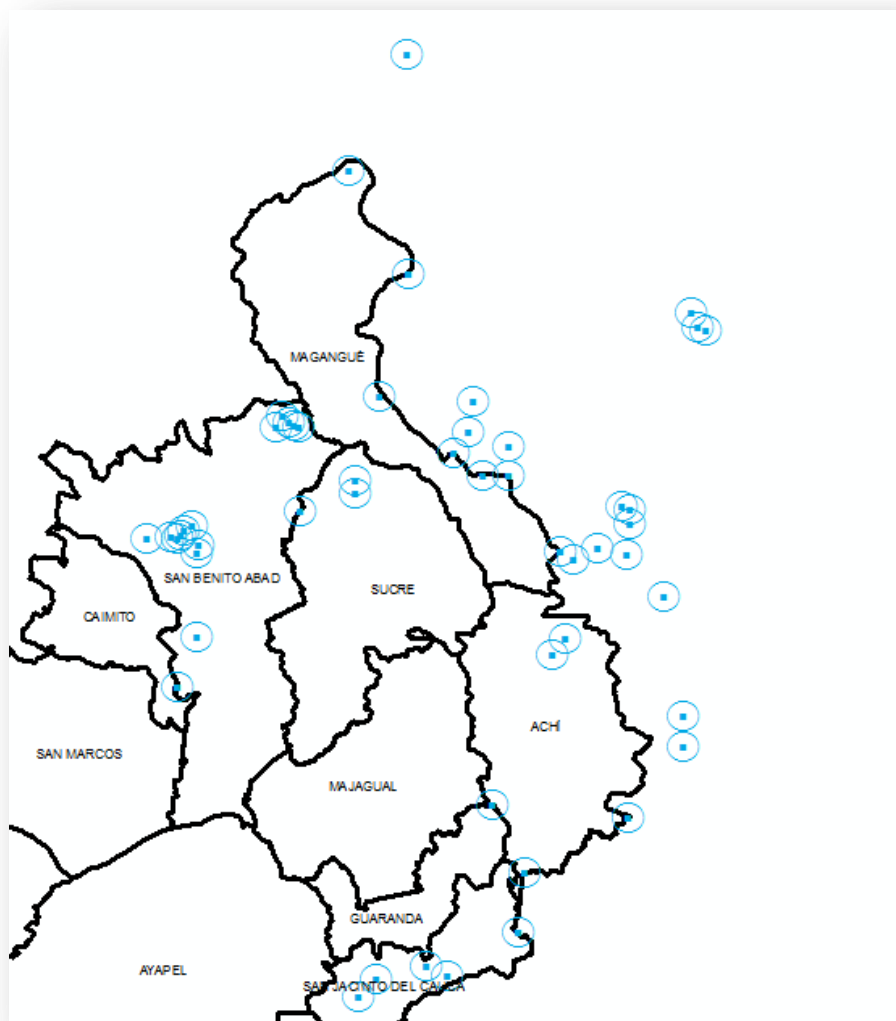 MAGANGUÉ
SAN BENITO ABAD
SUCRE
CAIMITO
ACHÍ
SAN MARCOS
MAJAGUAL
GUARANDA
AYAPEL
SAN JACINTO DEL CAUCA